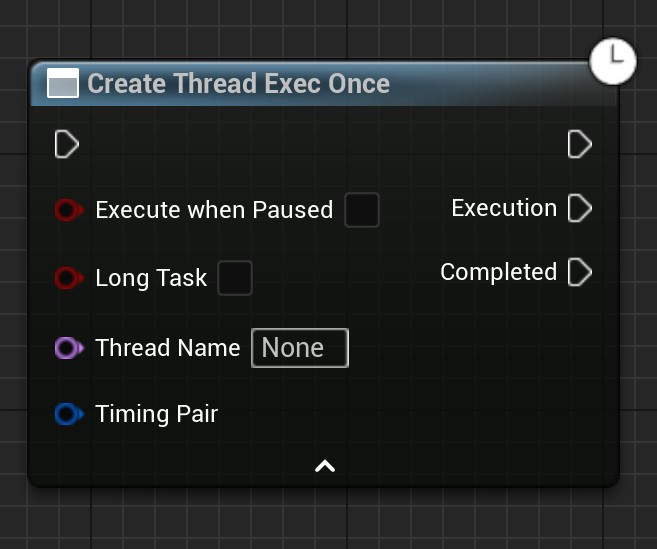 Create Thread Exec Once
Execute when Paused
Execution
Long Task
Completed
Thread Name None
Timing Pair